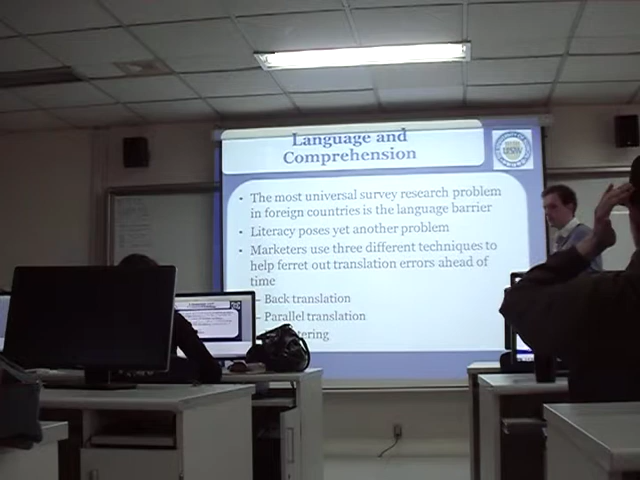 Language and
Comprehension
• The most universal survey research problem
in foreign countries is the language barrier
• Literacy poses yet another problem
• Marketers use three different techniques to
help ferret out translation errors ahead of
time
– Back translation
– Parallel translation